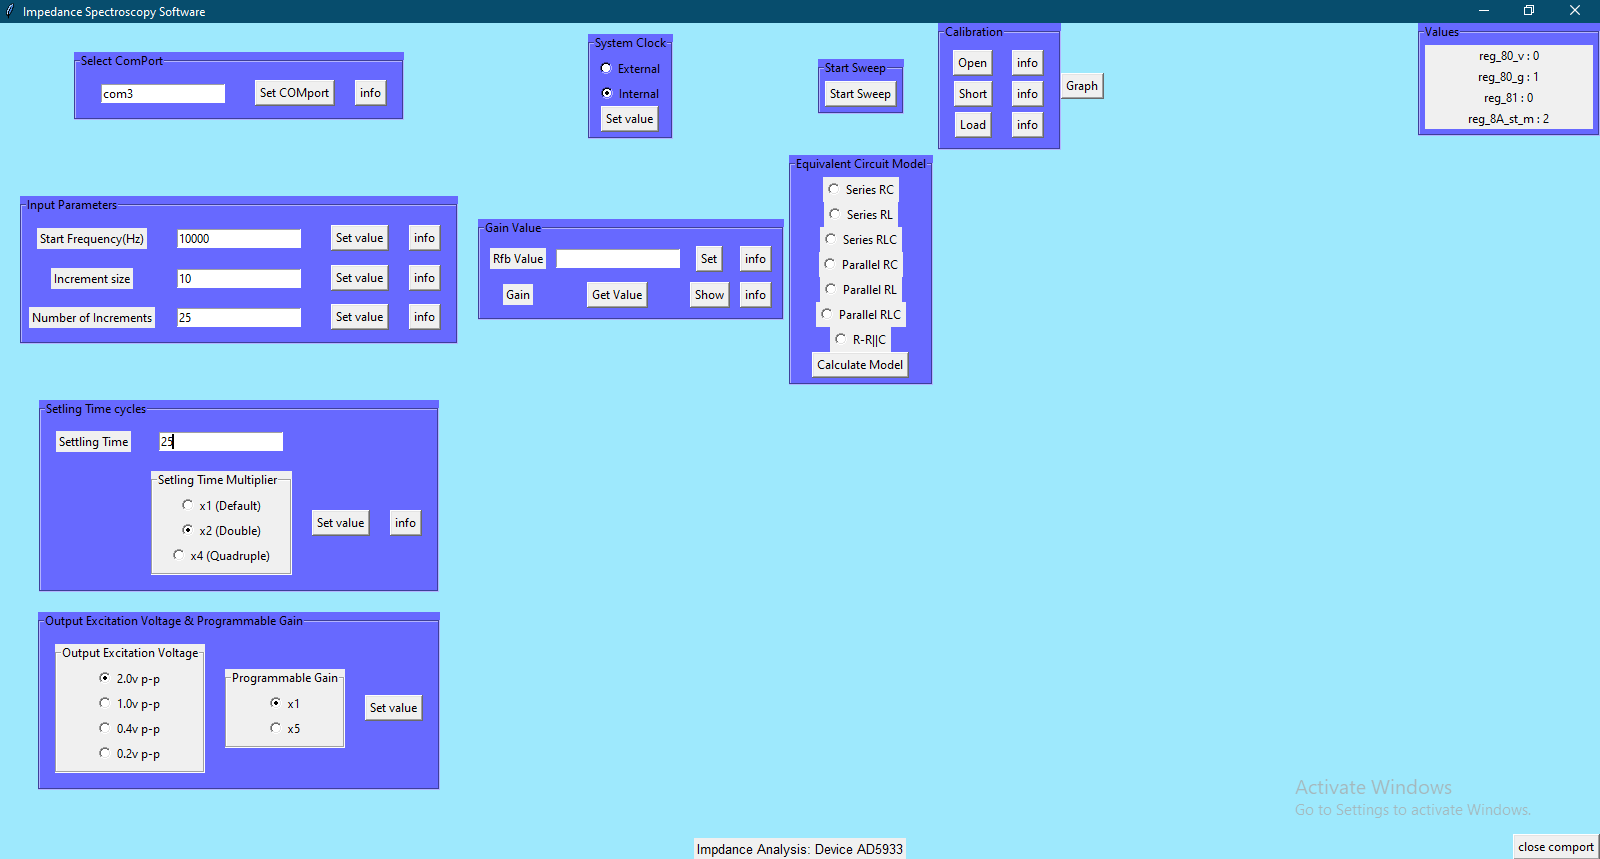 Impedance Spectroscopy Software
Select ComPort
com3
Set COMport
info
System Clock
External
Internal
Set value
Start Sweep
Start Sweep
Calibration
Open
info
Short
info
Load
info
Graph
Values
reg_80_v : 0
reg_80_g : 1
reg_81 : 0
reg_8A_st_m : 2
Input Parameters
Start Frequency(Hz)
10000
Set value
info
Increment size
10
Set value
info
Number of Increments
25
Set value
info
Gain Value
Rfb Value
Set
info
Gain
Get Value
Show
info
Equivalent Circuit Model
Series RC
Series RL
Series RLC
Parallel RC
Parallel RL
Parallel RLC
R-R||C
Calculate Model
Setling Time cycles
Settling Time
25
Setling Time Multiplier
x1 (Default)
x2 (Double)
x4 (Quadruple)
Set value
info
Output Excitation Voltage & Programmable Gain
Output Excitation Voltage
2.0v p-p
1.0v p-p
0.4v p-p
0.2v p-p
Programmable Gain
x1
x5
Set value
Activate Windows
Go to Settings to activate Windows.
Impdance Analysis: Device AD5933
close comport